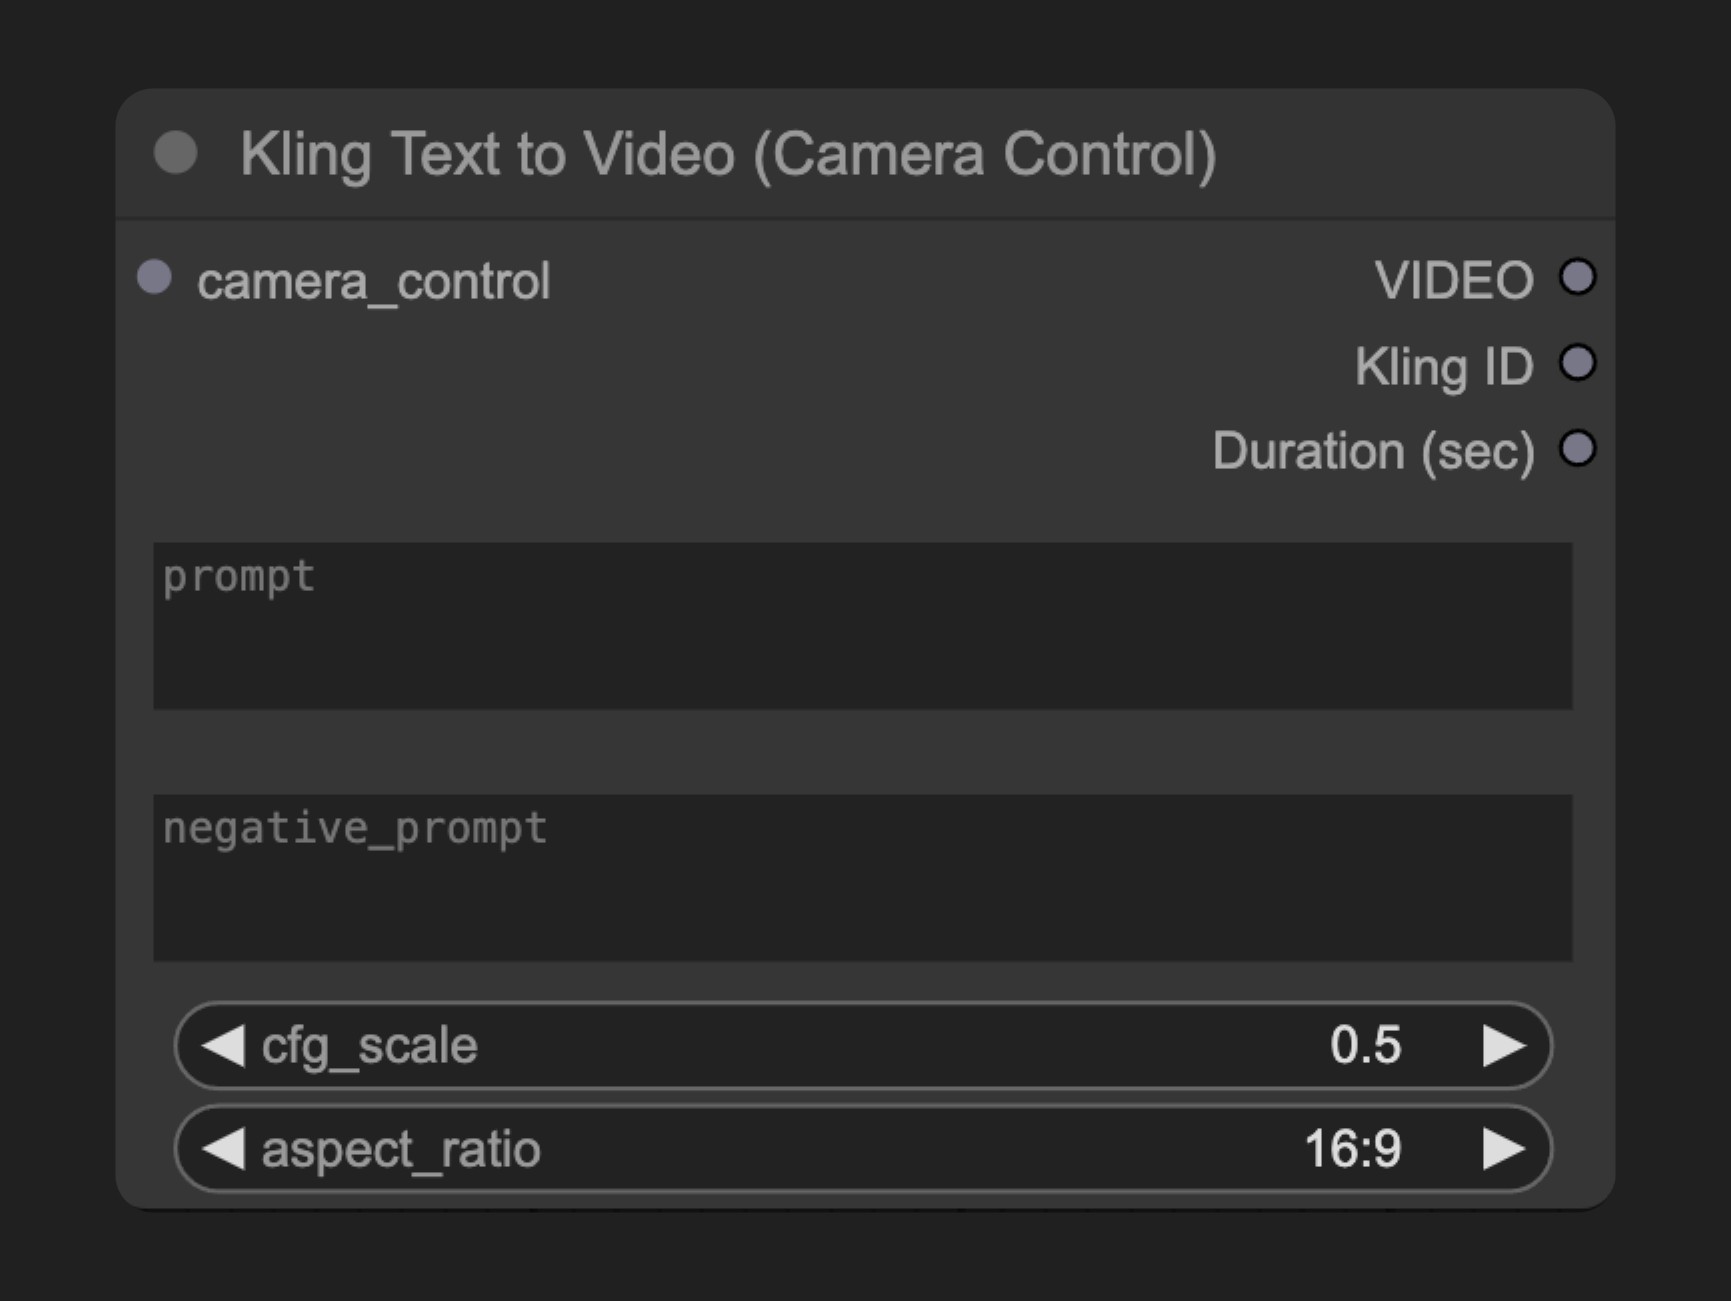 Kling Text to Video (Camera Control)
camera_control
VIDEO
Kling ID
Duration (sec)
prompt
negative_prompt
cfg_scale 0.5
aspect_ratio 16:9